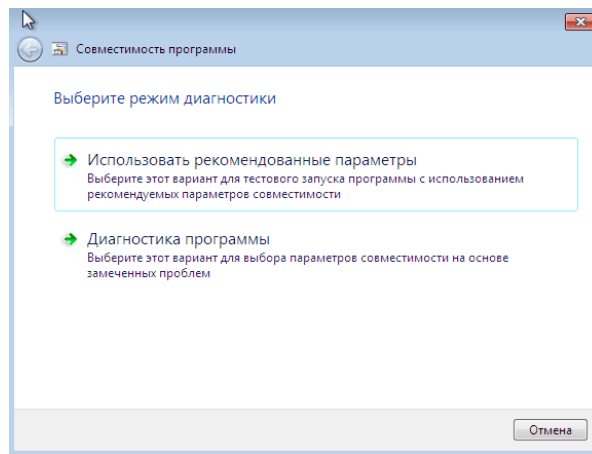 Совместимость программы
Выберите режим диагностики
Использовать рекомендованные параметры
Выберите этот вариант для тестового запуска программы с использованием
рекомендуемых параметров совместимости
Диагностика программы
Выберите этот вариант для выбора параметров совместимости на основе
замеченных проблем
Отмена